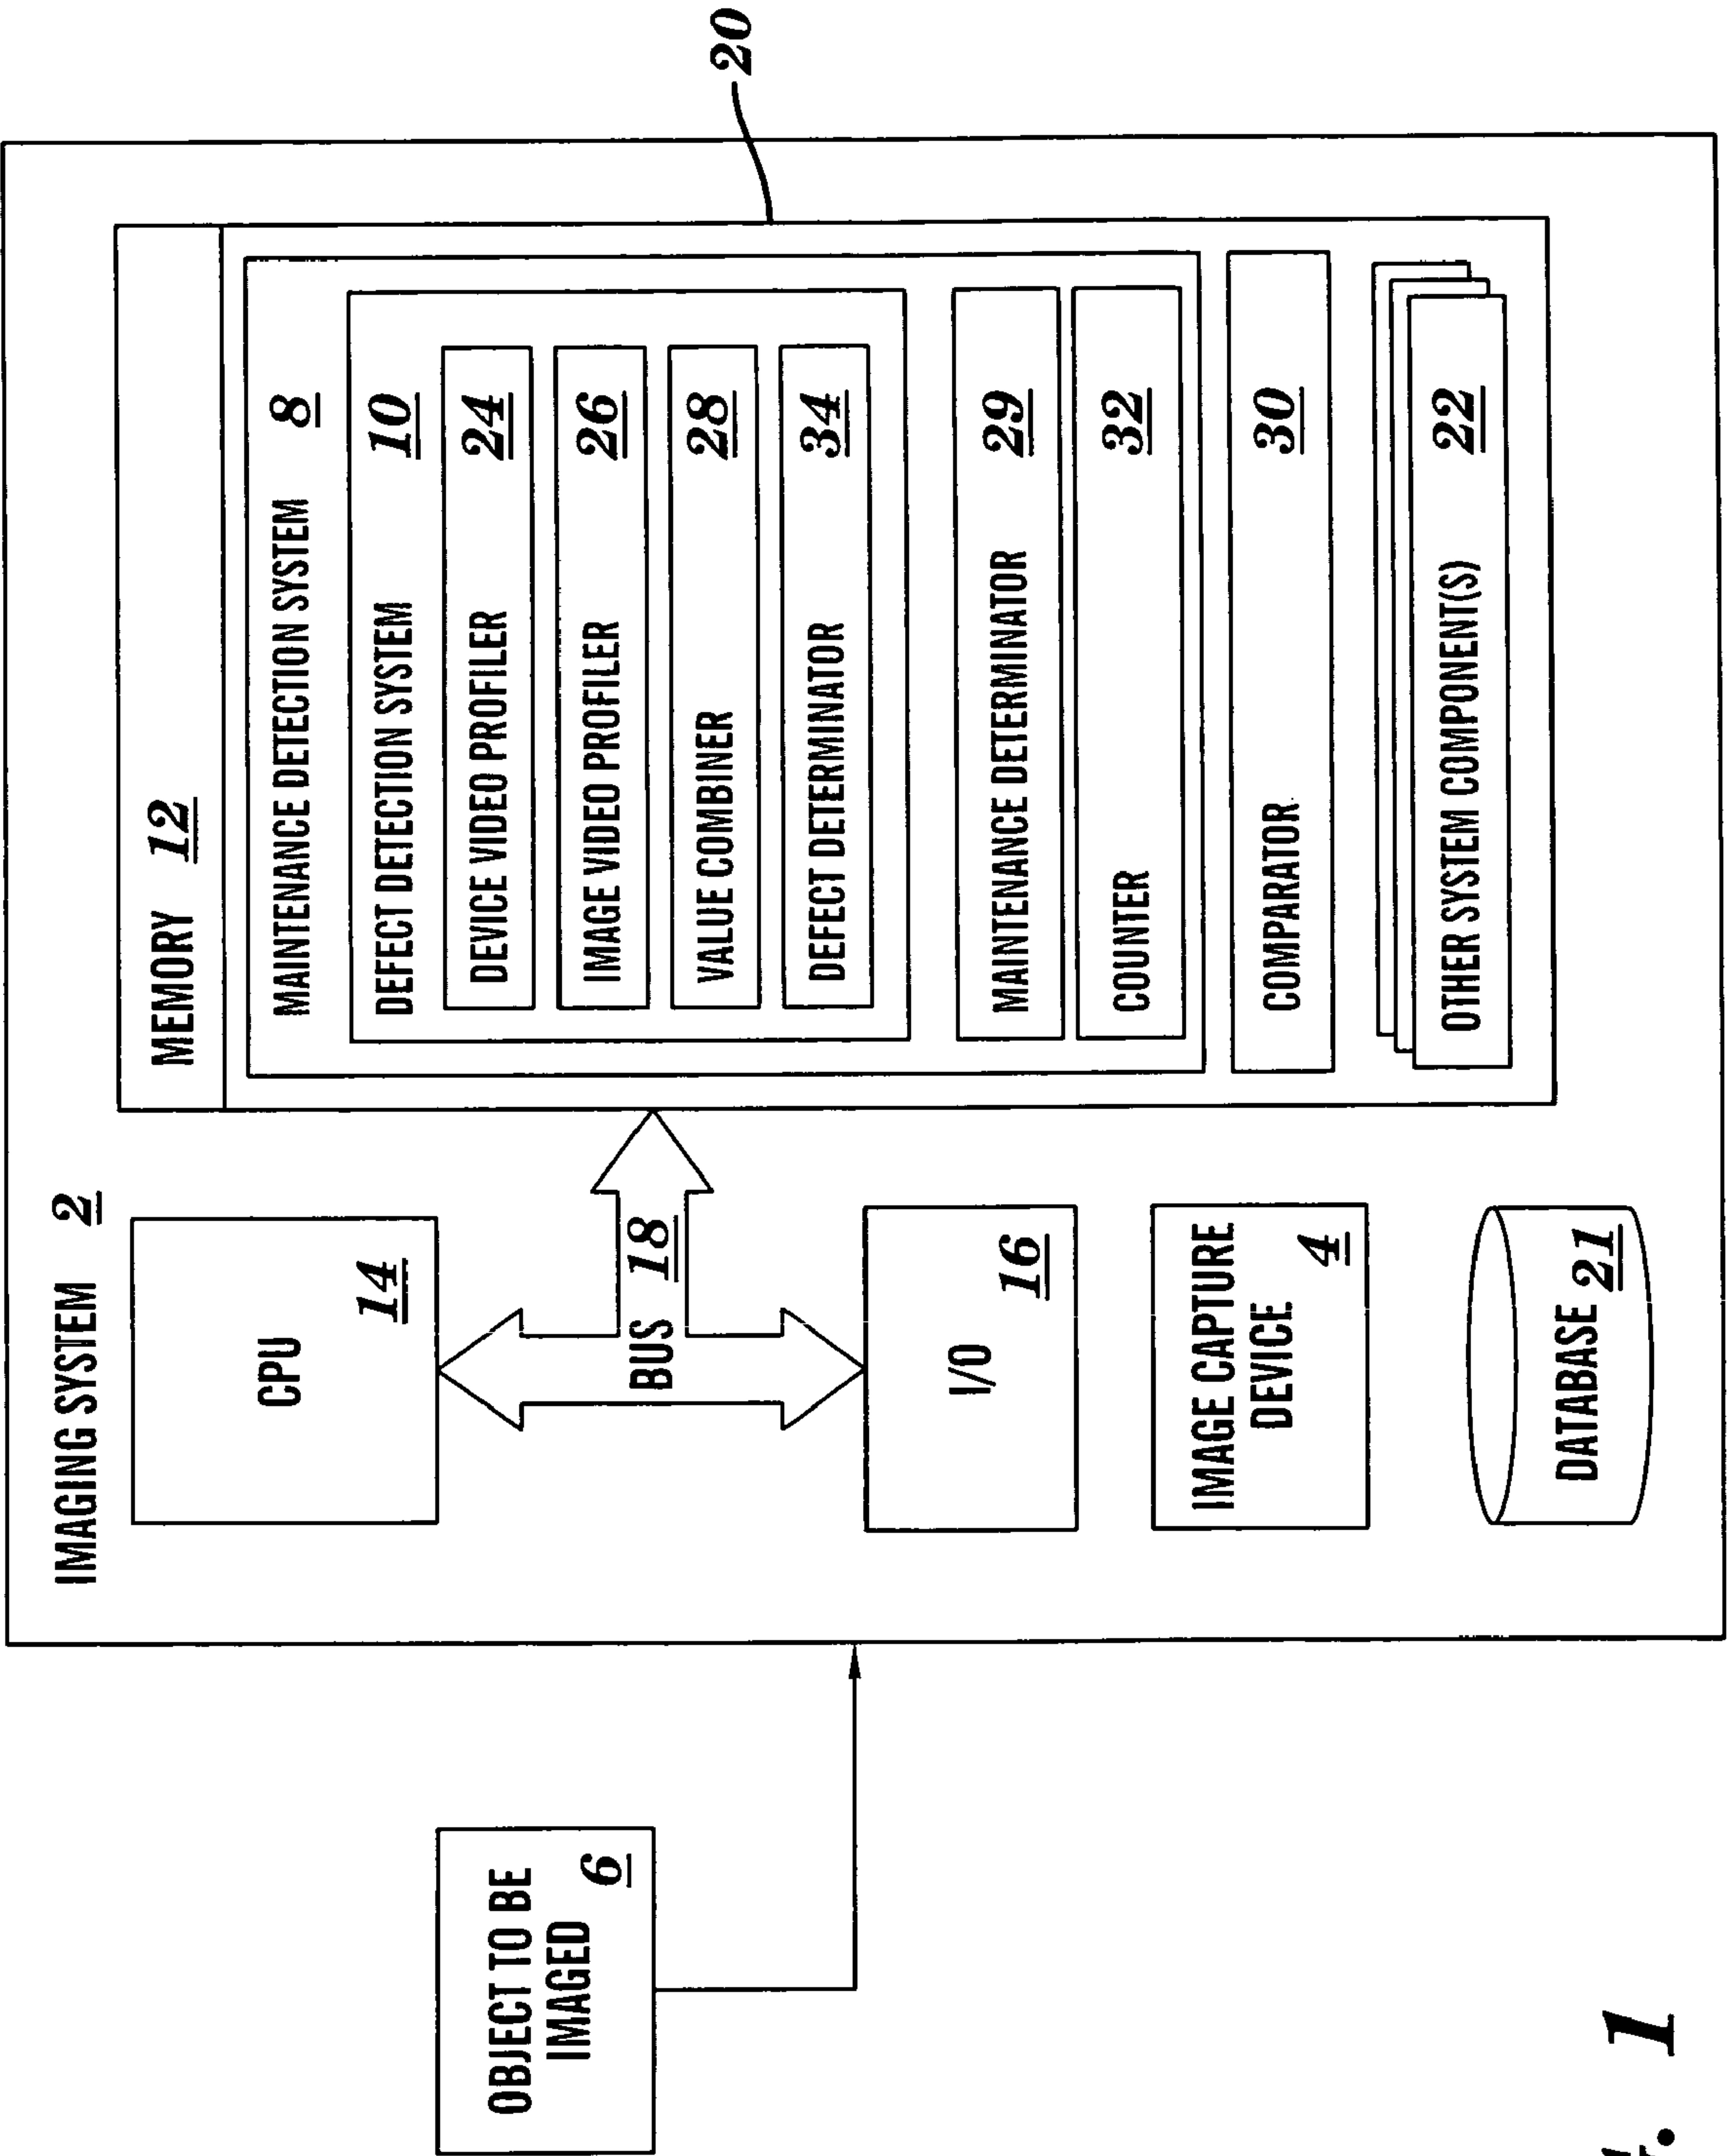 IMAGING SYSTEM 2
CPU
14
BUS 18
I/O
16
IMAGE CAPTURE
DEVICE
4
DATABASE 21
MEMORY 12
20
MAINTENANCE DETECTION SYSTEM 8
DEFECT DETECTION SYSTEM 10
DEVICE VIDEO PROFILER 24
IMAGE VIDEO PROFILER 26
VALUE COMBINER 28
DEFECT DETERMINATOR 34
MAINTENANCE DETERMINATOR 29
COUNTER 32
COMPARATOR 30
OTHER SYSTEM COMPONENT(S) 22
OBJECT TO BE
IMAGED
6
1